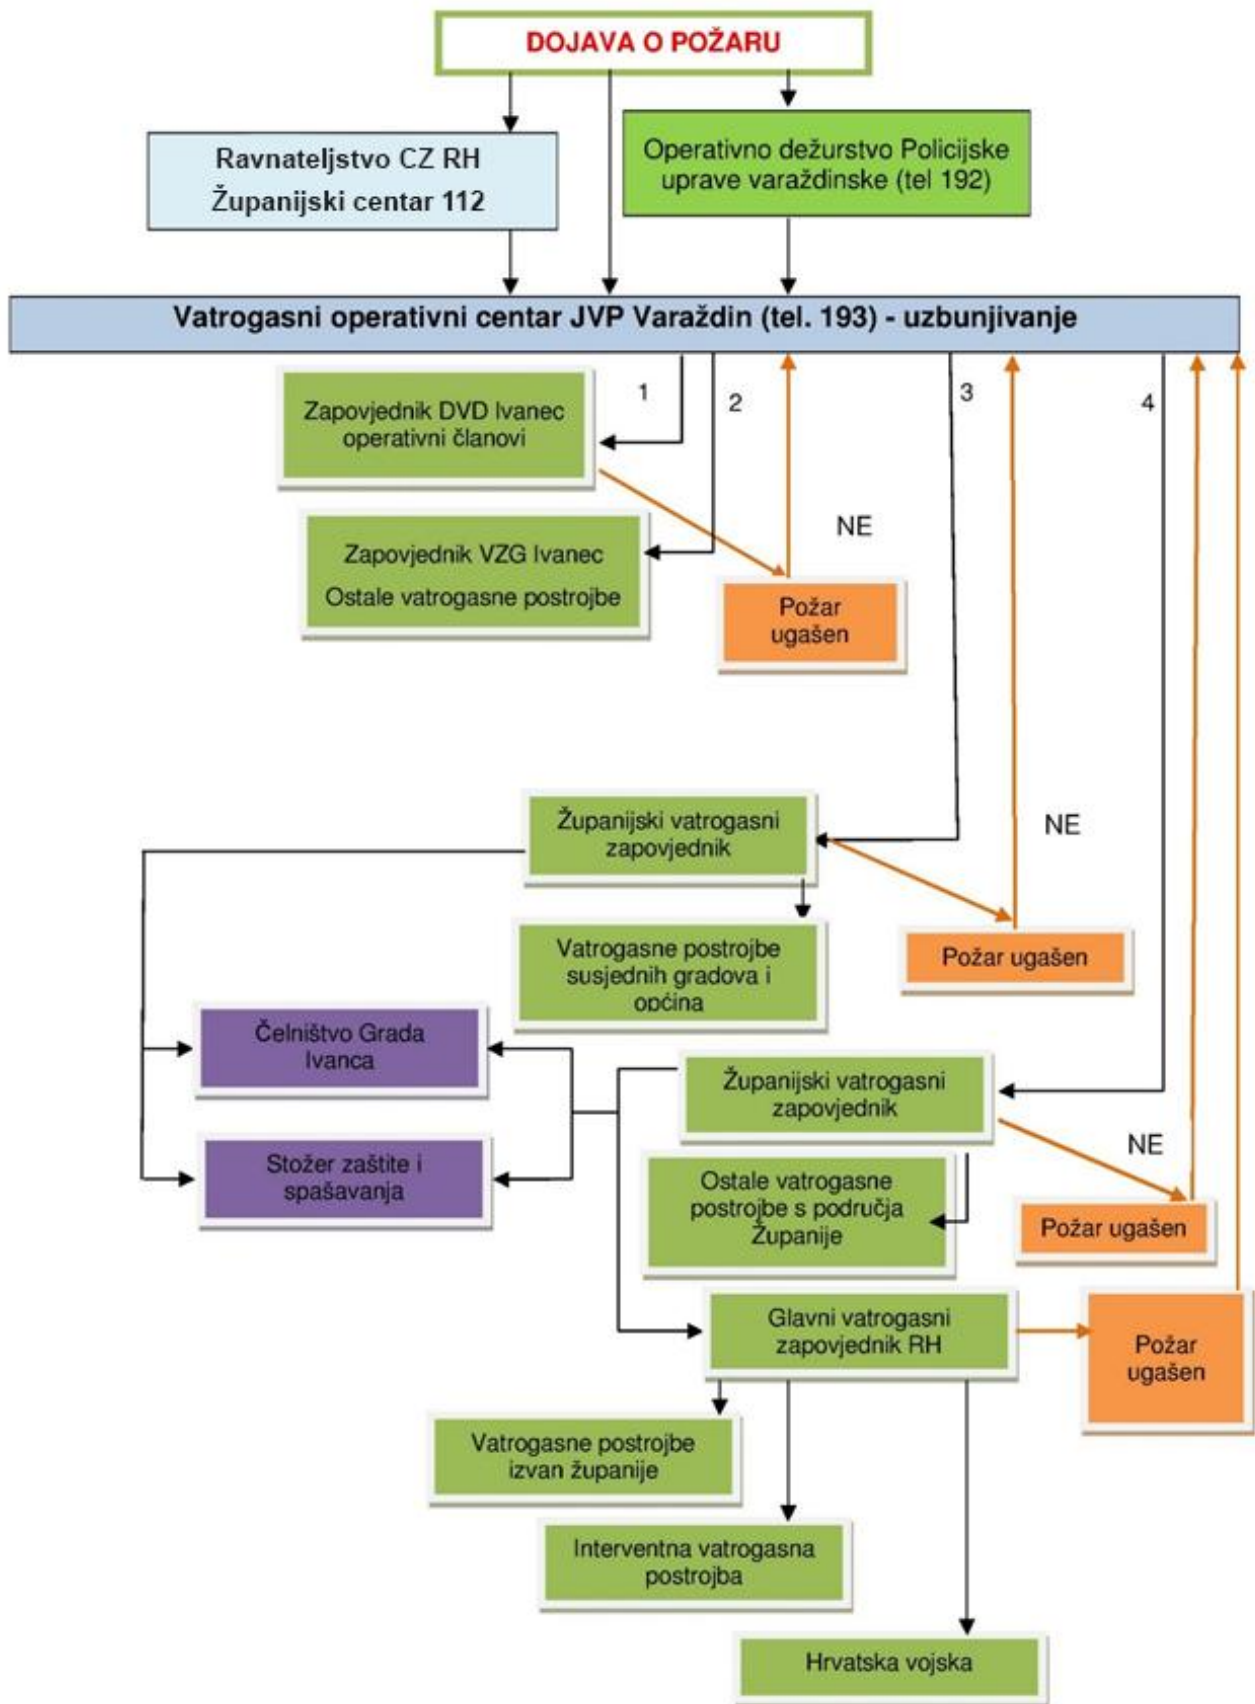 DOJAVA O POŽARU
Ravnateljstvo CZ RH
Županijski centar 112
Operativno dežurstvo Policijske
uprave varaždinske (tel 192)
Vatrogasni operativni centar JVP Varaždin (tel. 193) - uzbunjivanje
1
2
3
4
Zapovjednik DVD Ivanec
operativni članovi
NE
Zapovjednik VZG Ivanec
Ostale vatrogasne postrojbe
Požar
ugašen
Županijski vatrogasni
zapovjednik
NE
Vatrogasne postrojbe
susjednih gradova i
općina
Požar ugašen
Čelništvo Grada
Ivanca
Županijski vatrogasni
zapovjednik
NE
Stožer zaštite i
spašavanja
Ostale vatrogasne
postrojbe s područja
Županije
Požar ugašen
Glavni vatrogasni
zapovjednik RH
Požar
ugašen
Vatrogasne postrojbe
izvan županije
Interventna vatrogasna
postrojba
Hrvatska vojska